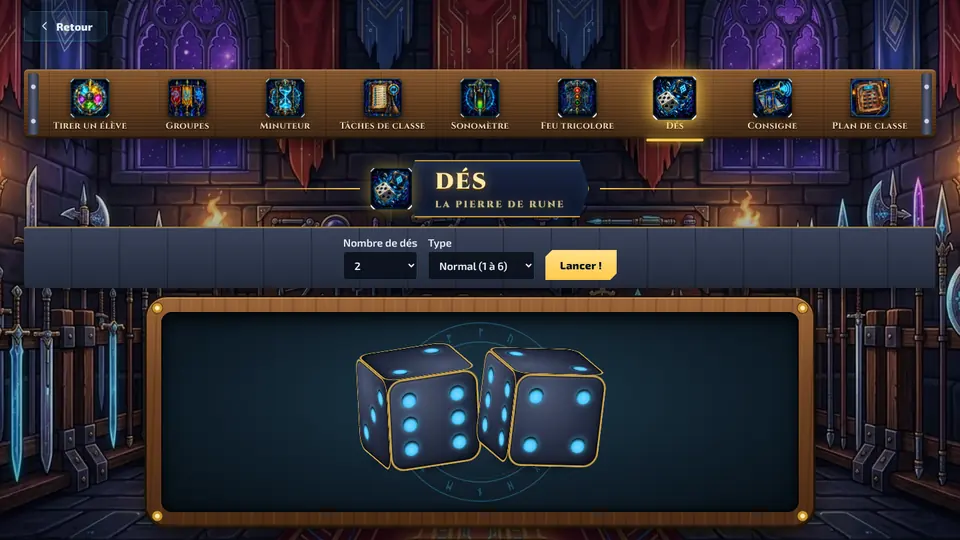 Retour
TIRER UN ÉLÈVE
GROUPES
MINUTEUR
TÂCHES DE CLASSE
SONOMÈTRE
FEU TRICOLORE
DÉS
CONSIGNE
PLAN DE CLASSE
DÉS
LA PIERRE DE RUNE
Nombre de dés Type
2 Normal (1 à 6) Lancer !